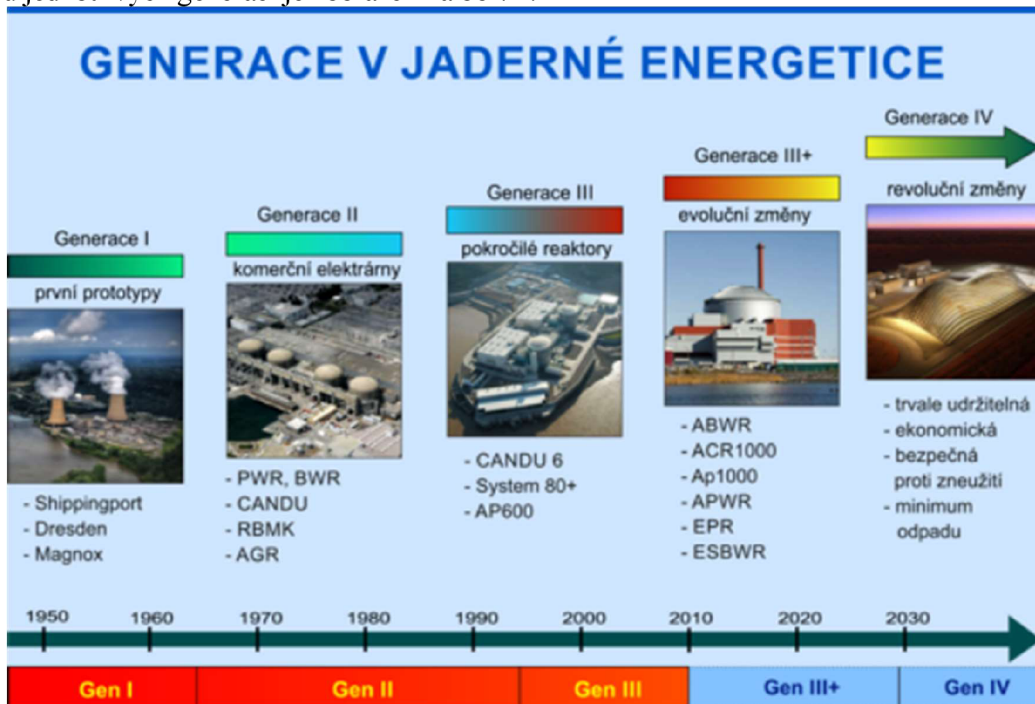 GENERACE V JADERNÉ ENERGETICE
Generace I
první prototypy
- Shippingport
- Dresden
- Magnox
Generace II
komerční elektrárny
- PWR, BWR
- CANDU
- RBMK
- AGR
Generace III
pokročilé reaktory
- CANDU 6
- System 80+
- AP600
Generace III+
evoluční změny
- ABWR
- ACR1000
- Ap1000
- APWR
- EPR
- ESBWR
Generace IV
revoluční změny
- trvale udržitelná
- ekonomická
- bezpečná
proti zneužití
- minimum
odpadu
1950 1960 1970 1980 1990 2000 2010 2020 2030
Gen I Gen II Gen III Gen III+ Gen IV